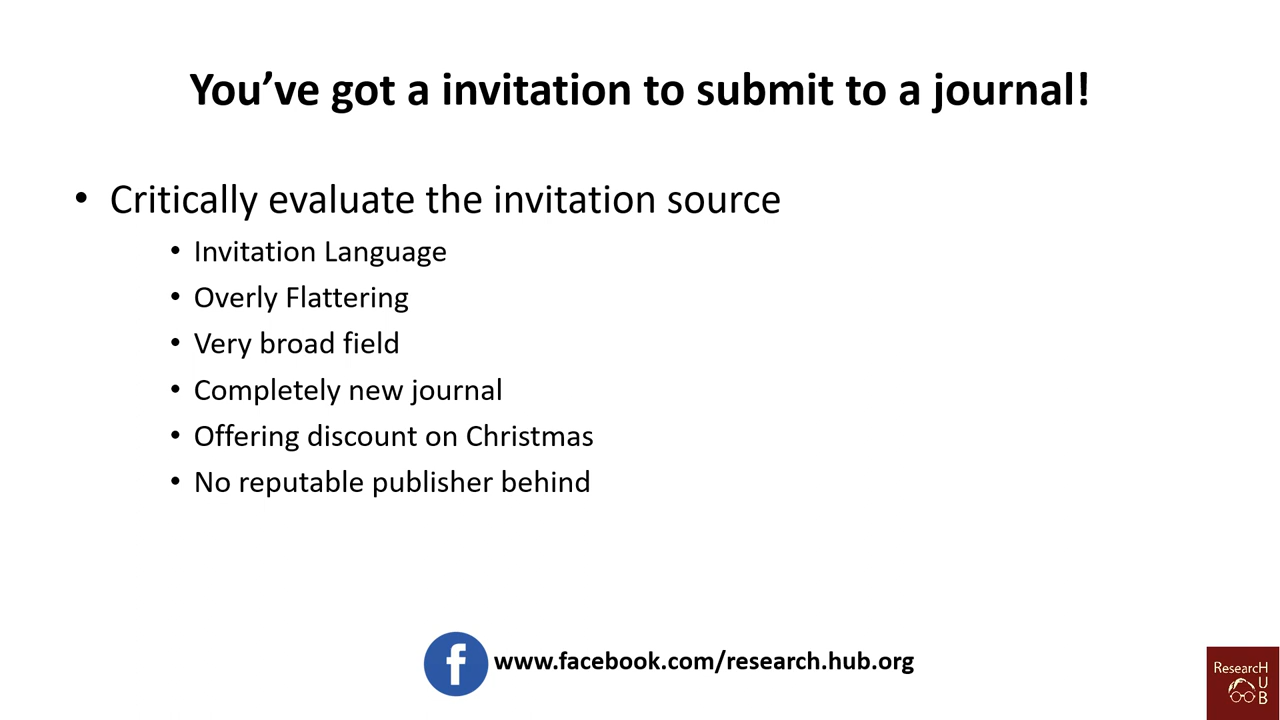 You’ve got a invitation to submit to a journal!
• Critically evaluate the invitation source
• Invitation Language
• Overly Flattering
• Very broad field
• Completely new journal
• Offering discount on Christmas
• No reputable publisher behind
f www.facebook.com/research.hub.org
ResearcH
U
B